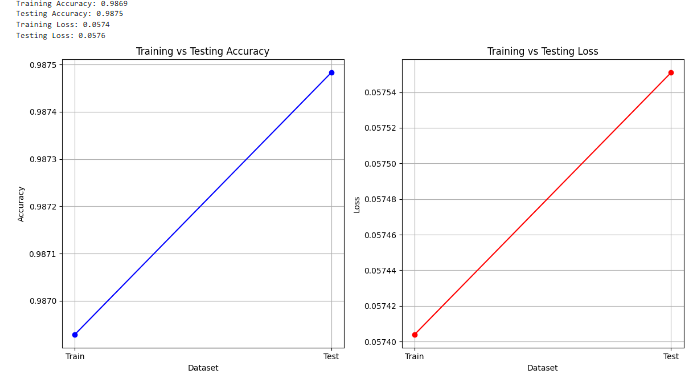 Training Accuracy: 0.9869
Testing Accuracy: 0.9875
Training Loss: 0.0574
Testing Loss: 0.0576
Training vs Testing Accuracy
0.9875
0.9874
0.9873
0.9872
0.9871
0.9870
Accuracy
Train
Test
Dataset
Training vs Testing Loss
0.05754
0.05752
0.05750
0.05748
0.05746
0.05744
0.05742
0.05740
Loss
Train
Test
Dataset